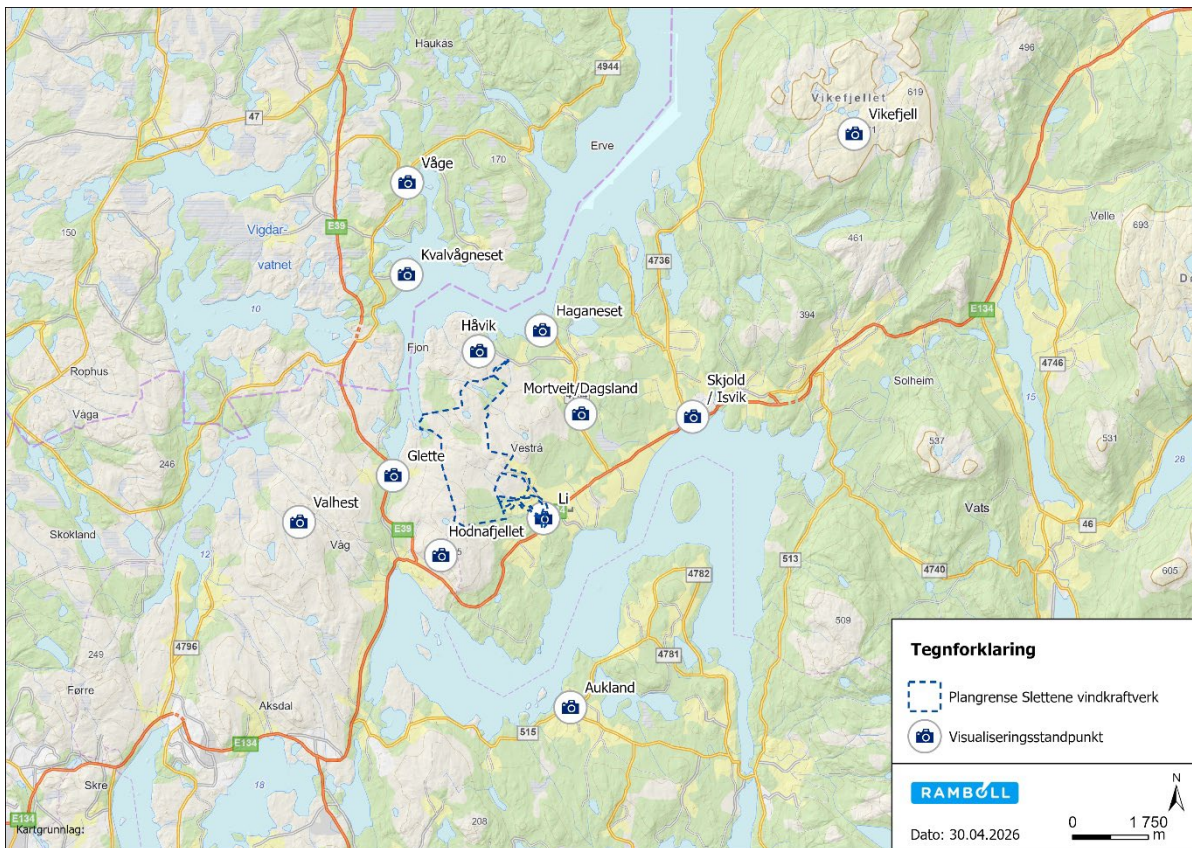 Haukas
4944
496
47
619
Vikefjellet
Vikefjell
Erve
170
Våge
Velle
E39
150
Vigdar-
vatnet
693
461
4736
Kvalvågneset
10
E134
Haganeset
394
Håvik
Fjon
4746
Rophus
Skjold
/ Isvik
Mortveit/Dagsland
Solheim
15
Våga
537
531
Vestrå
28
246
Glette
Li
Valhest
Vats
46
Skokland
E39
Hodnafjellet
Våg
12
513
4740
4782
605
509
4796
249
4781
Førre
Aukland
Aksdal
515
E134
Skre
18
E134
208
Kartgrunnlag:
Tegnforklaring
Plangrense Slettene vindkraftverk
Visualiseringsstandpunkt
RAMBOLL
N
Dato: 30.04.2026
0 1 750
m